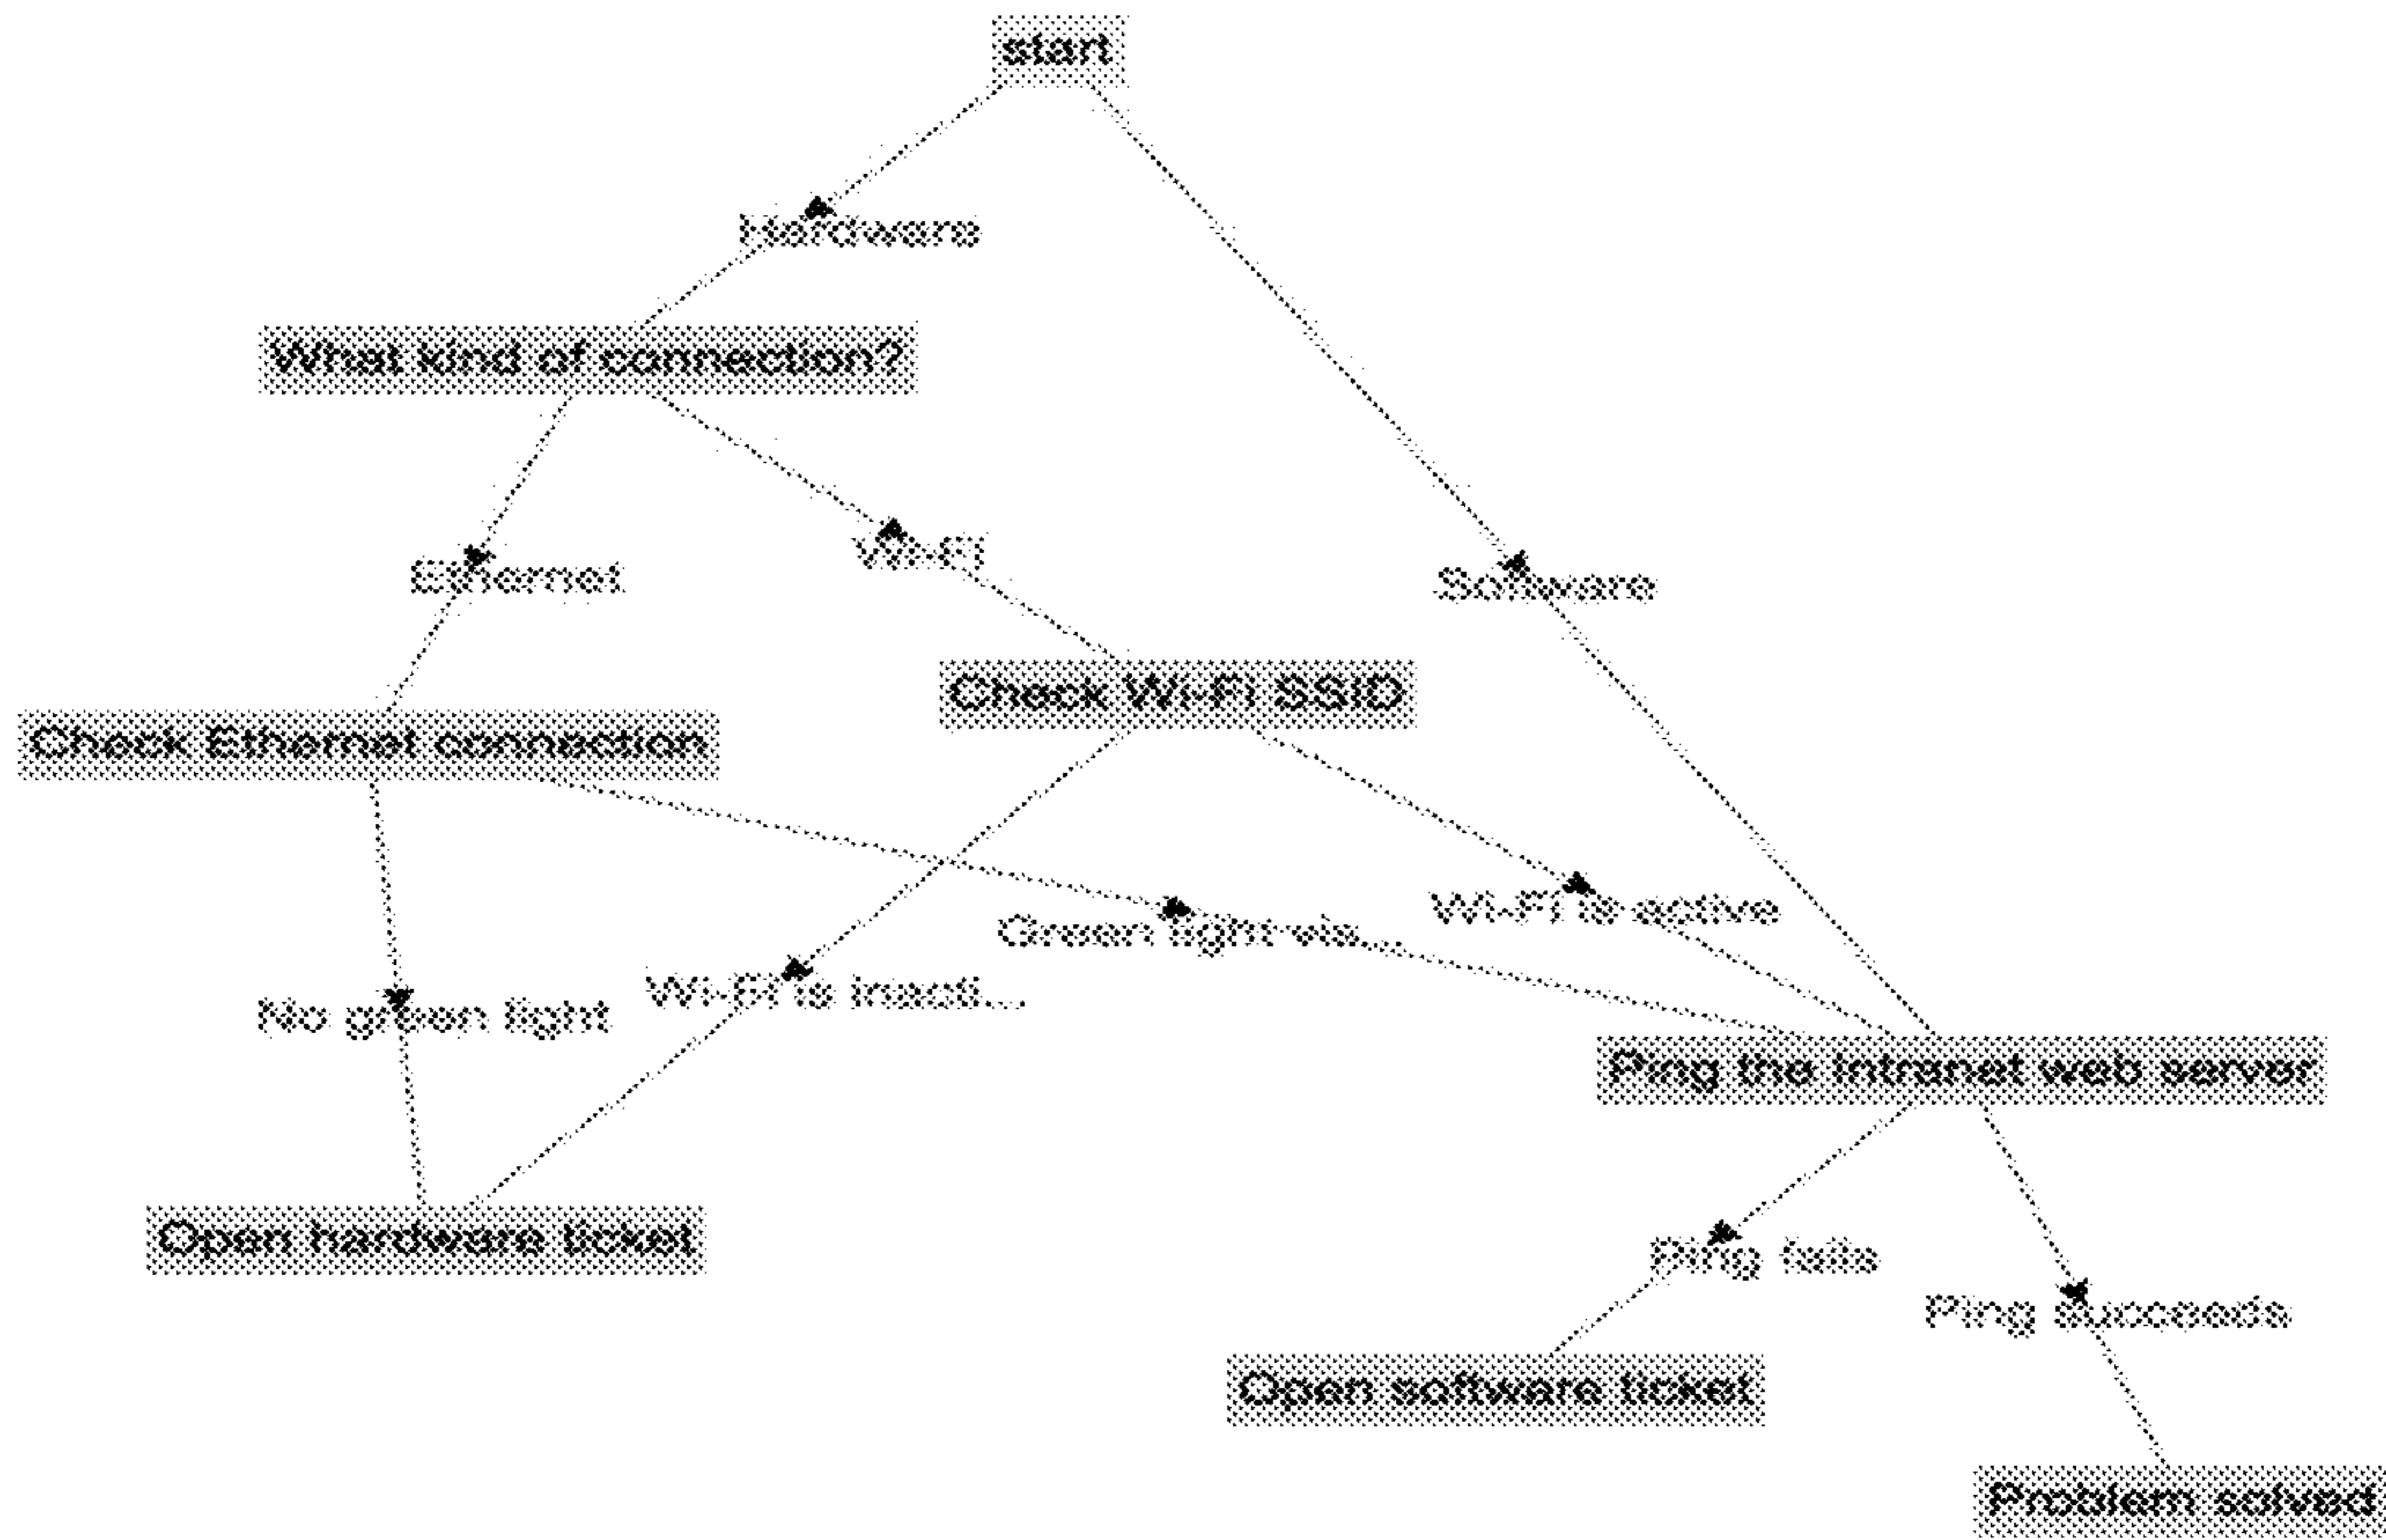 start
Hardware
What kind of connection?
Wi-Fi
Ethernet
Software
Check Wi-Fi SSID
Check Ethernet connection
Wi-Fi is active
Green light vis...
Wi-Fi is inacti...
No green light
Ping the intranet web server
Open hardware ticket
Ping fails
Ping succeeds
Open software ticket
Problem solved